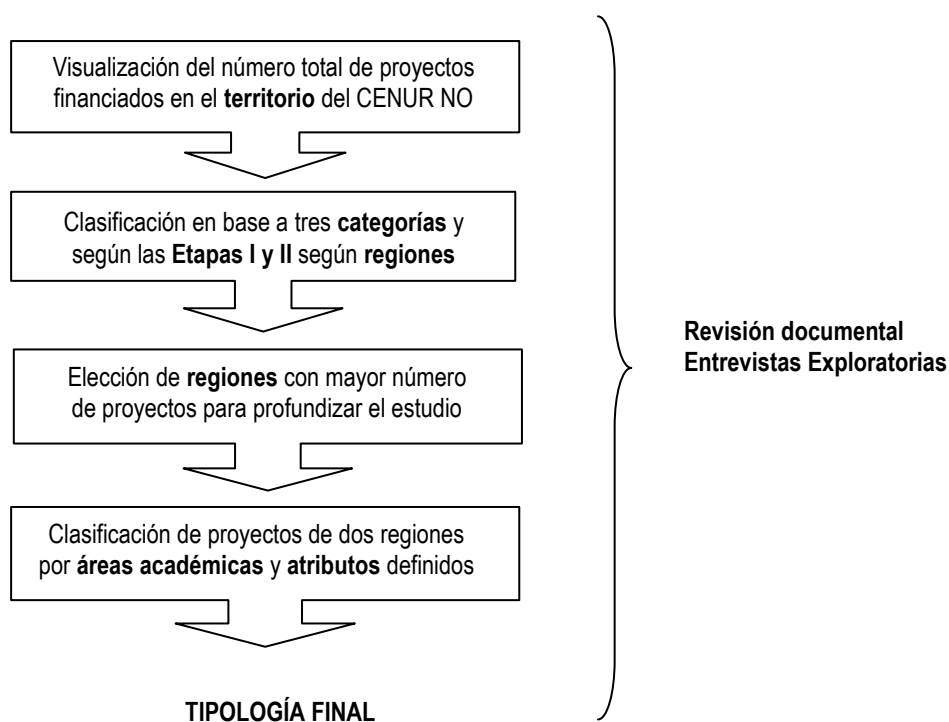 Visualización del número total de proyectos
financiados en el territorio del CENUR NO
Clasificación en base a tres categorías y
según las Etapas I y II según regiones
Elección de regiones con mayor número
de proyectos para profundizar el estudio
Clasificación de proyectos de dos regiones
por áreas académicas y atributos definidos
TIPOLOGÍA FINAL
Revisión documental
Entrevistas Exploratorias